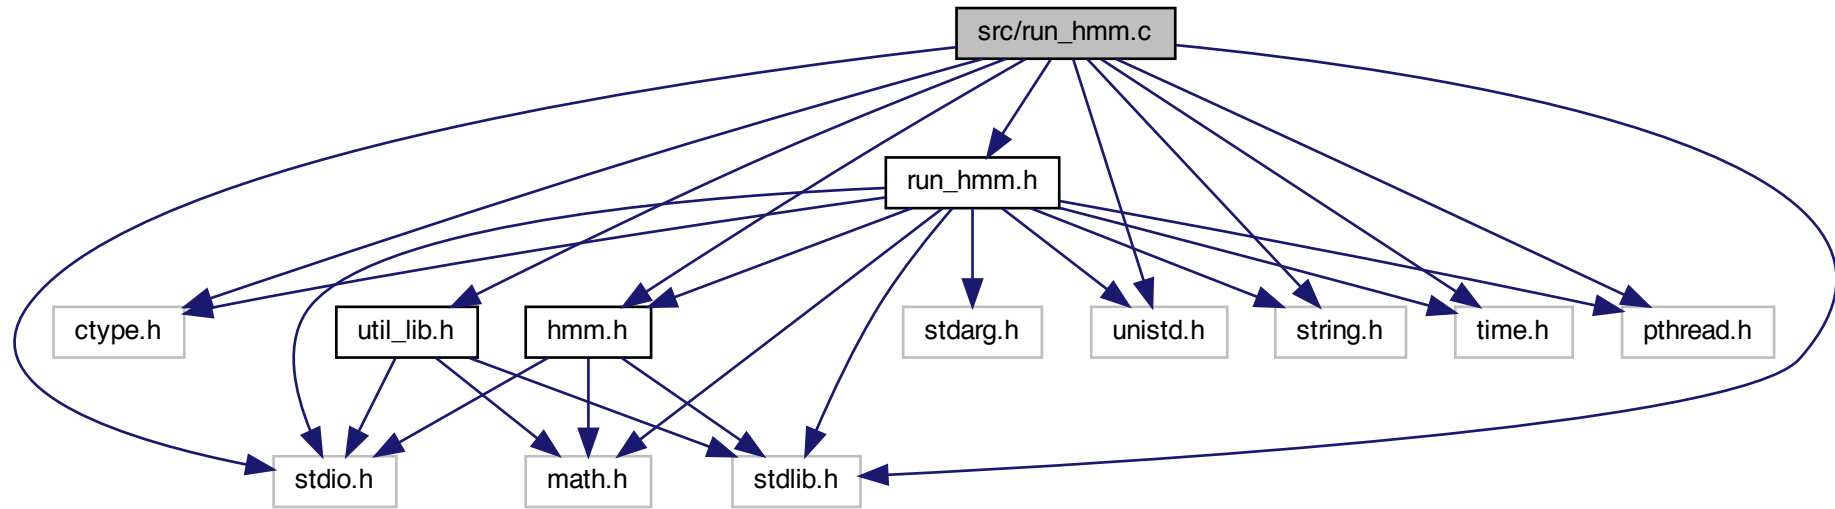 src/run_hmm.c
run_hmm.h
ctype.h
util_lib.h
hmm.h
stdarg.h
unistd.h
string.h
time.h
pthread.h
stdio.h
math.h
stdlib.h